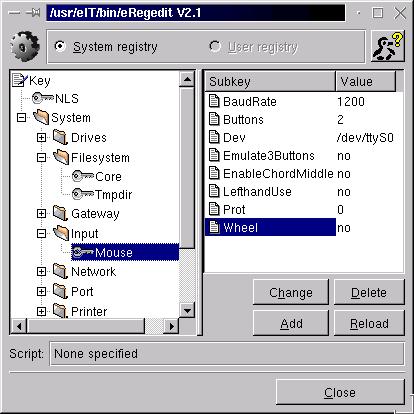 /usr/eIT/bin/eRegedit V2.1
System registry
User registry
Key
NLS
System
Drives
Filesystem
Core
Tmpdir
Gateway
Input
Mouse
Network
Port
Printer
Subkey Value
BaudRate 1200
Buttons 2
Dev /dev/ttyS0
Emulate3Buttons no
EnableChordMiddle no
LefthandUse no
Prot 0
Wheel no
Change Delete
Add Reload
Script: None specified
Close